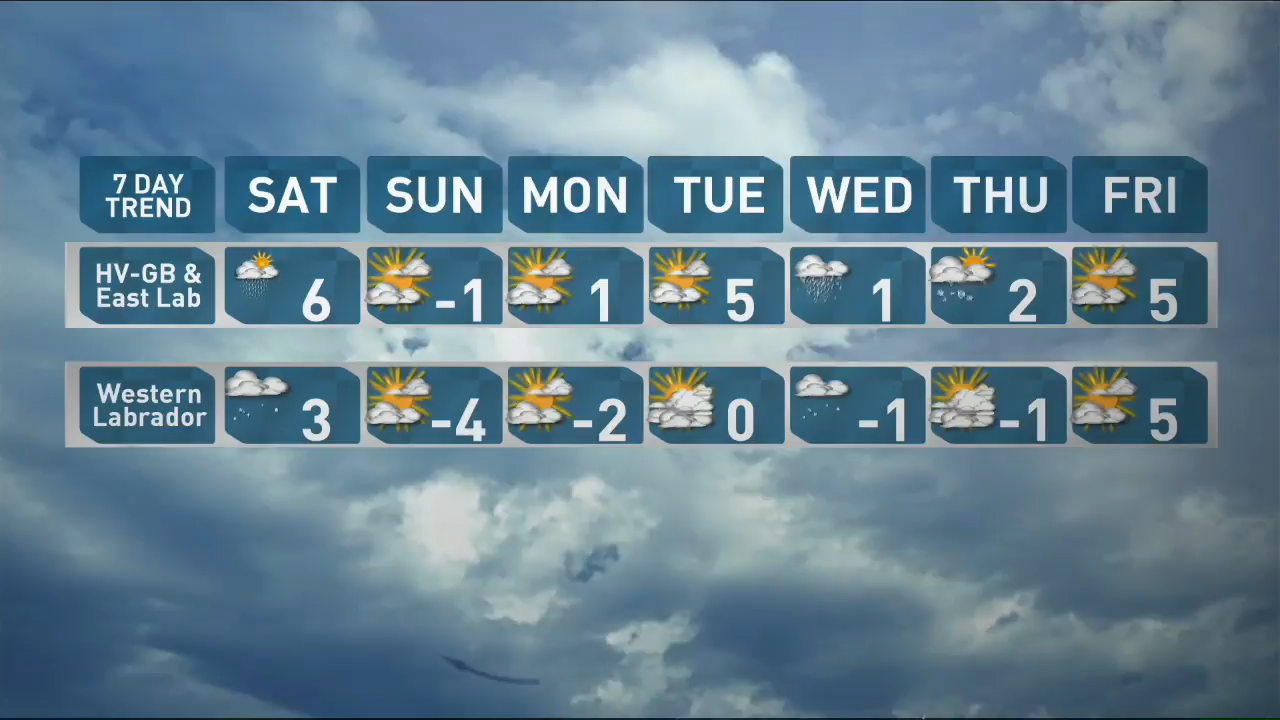 7 DAY
TREND
SAT SUN MON TUE WED THU FRI
HV-GB &
East Lab
6 -1 1 5 1 2 5
Western
Labrador
3 -4 -2 0 -1 -1 5